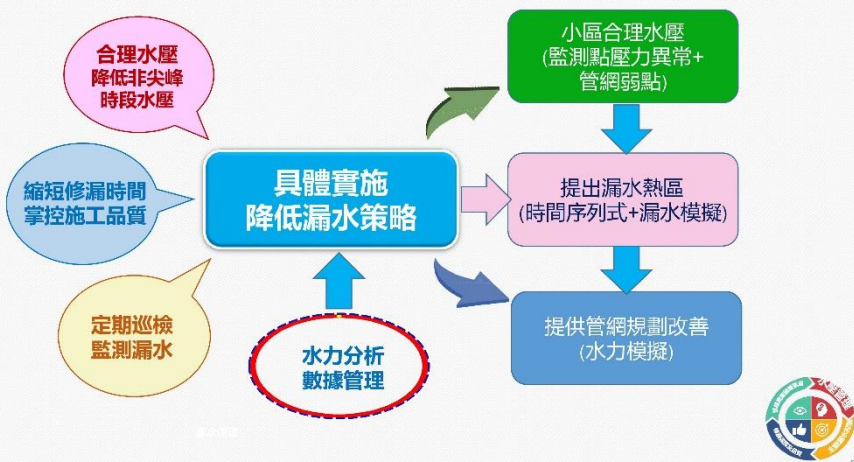 合理水壓
降低非尖峰
時段水壓
縮短修漏時間
掌控施工品質
定期巡檢
監測漏水
具體實施
降低漏水策略
水力分析
數據管理
小區合理水壓
(監測點壓力異常+
管網弱點)
提出漏水熱區
(時間序列式+漏水模擬)
提供管網規劃改善
(水力模擬)
水壓管理